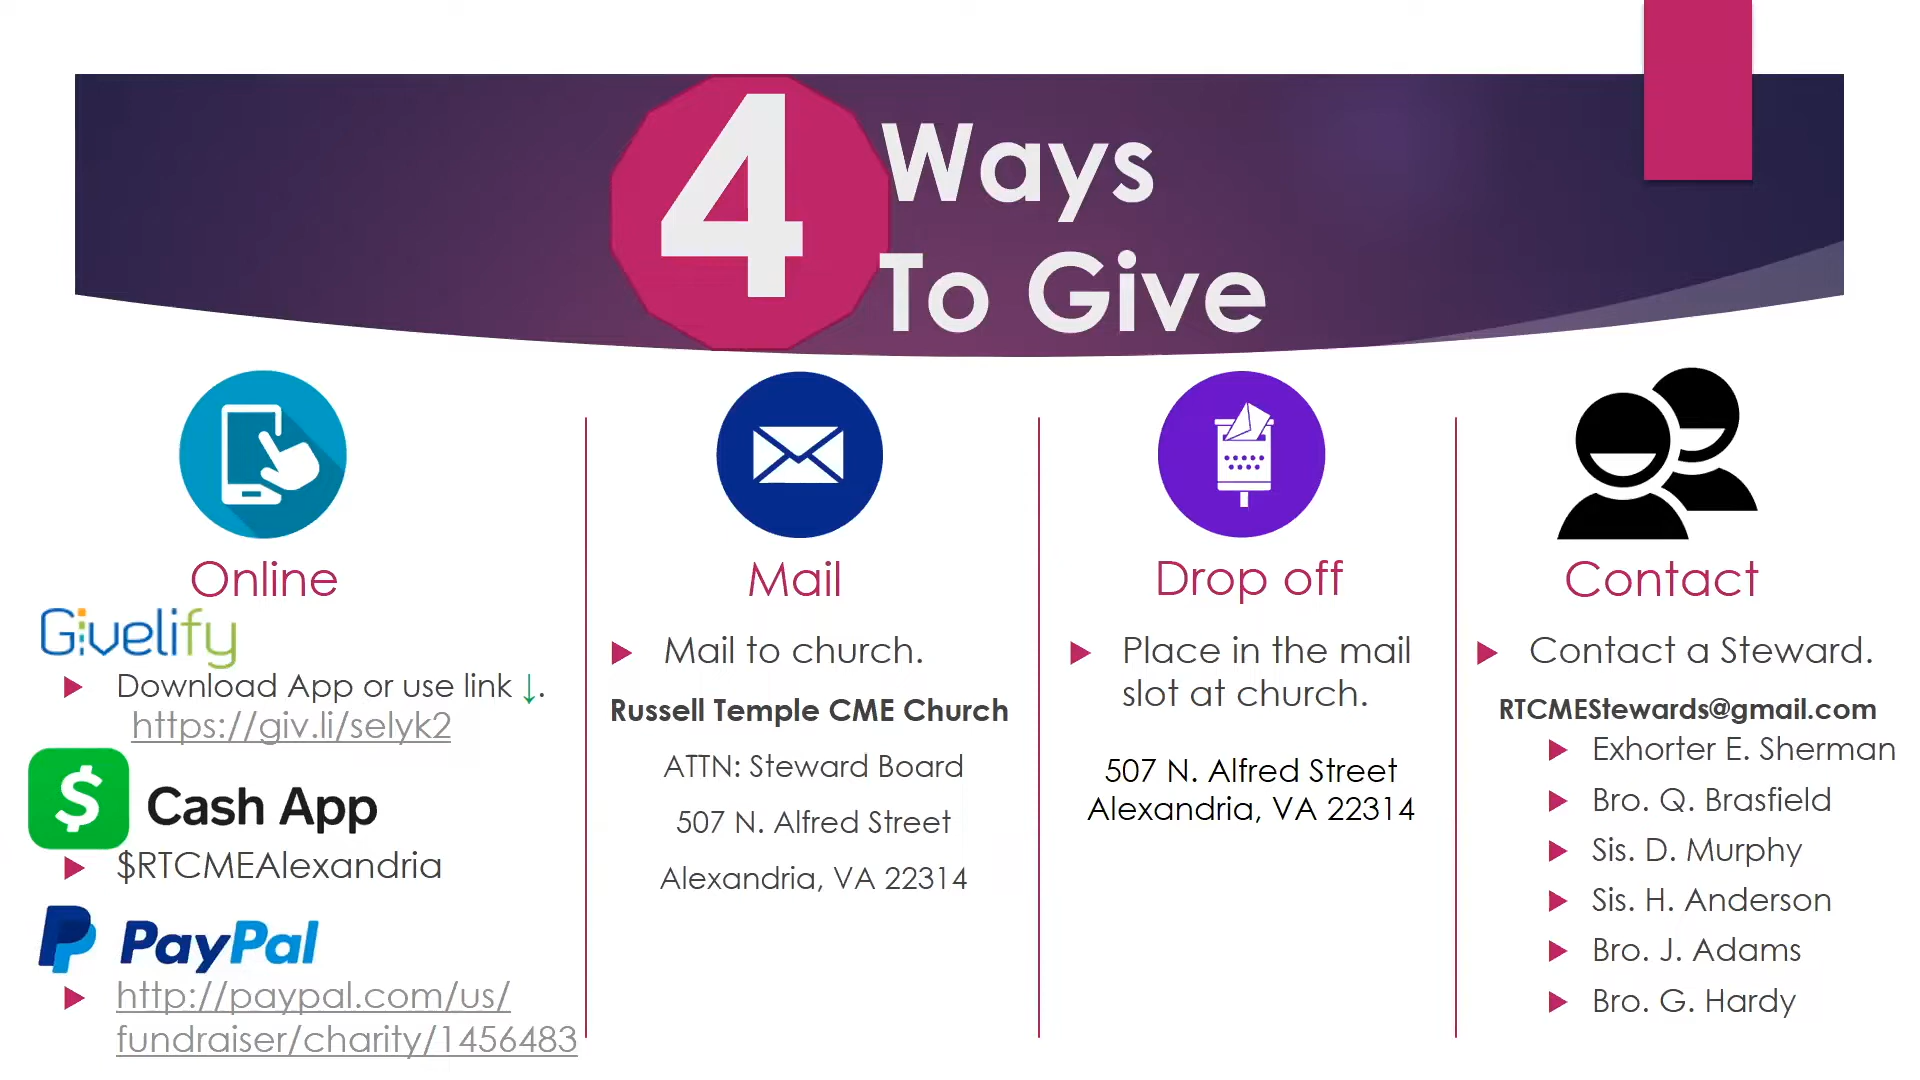 4
Ways
To Give
Online
Givelify
Download App or use link ↓.
https://giv.li/selyk2
$ Cash App
$RTCMEAlexandria
PayPal
http://paypal.com/us/
fundraiser/charity/1456483
Mail
Mail to church.
Russell Temple CME Church
ATTN: Steward Board
507 N. Alfred Street
Alexandria, VA 22314
Drop off
Place in the mail
slot at church.
507 N. Alfred Street
Alexandria, VA 22314
Contact
Contact a Steward.
RTCMEStewards@gmail.com
Exhorter E. Sherman
Bro. Q. Brasfield
Sis. D. Murphy
Sis. H. Anderson
Bro. J. Adams
Bro. G. Hardy